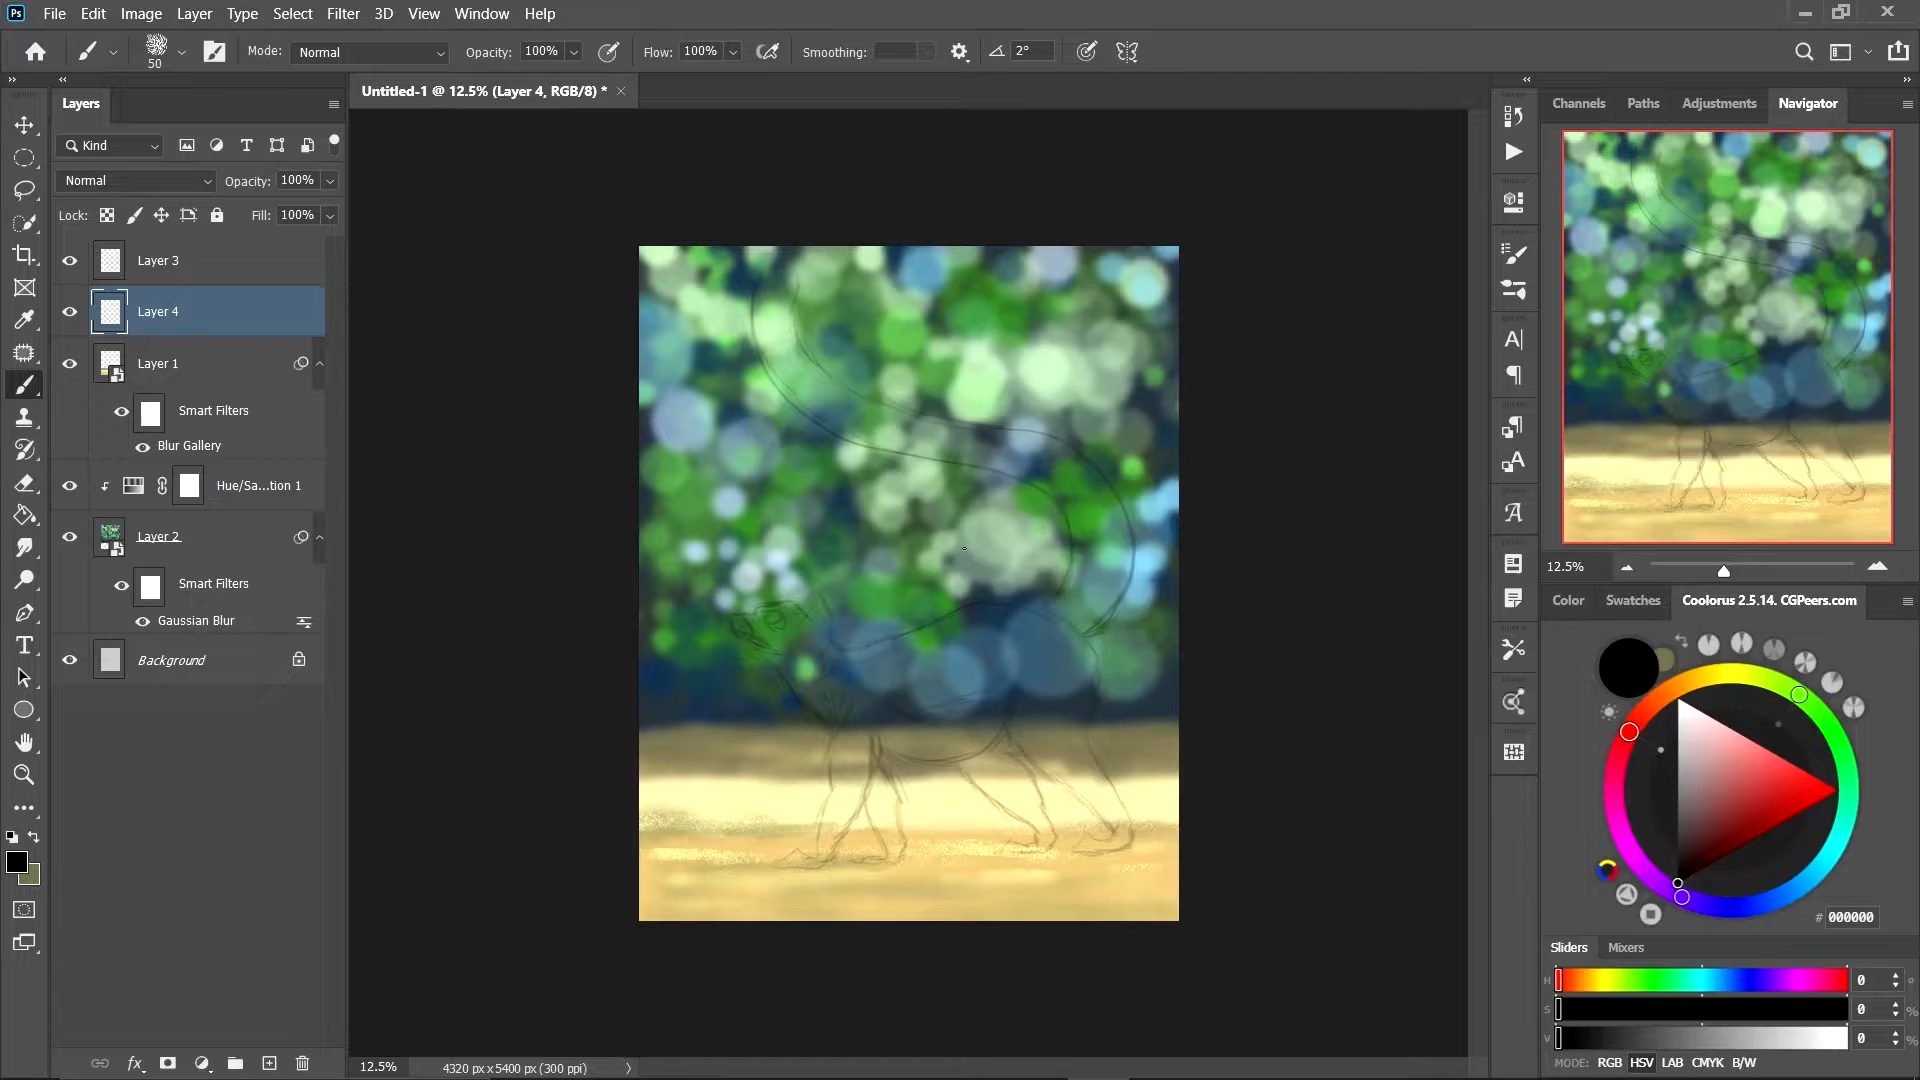 Ps File Edit Image Layer Type Select Filter 3D View Window Help
50 Mode: Normal Opacity: 100% Flow: 100% Smoothing: 2°
Layers
Untitled-1 @ 12.5% (Layer 4, RGB/8) *
Channels Paths Adjustments Navigator
Kind
Normal Opacity: 100%
Lock: Fill: 100%
Layer 3
Layer 4
Layer 1
Smart Filters
Blur Gallery
Hue/Sa...tion 1
Layer 2
Smart Filters
Gaussian Blur
Background
12.5%
Color Swatches Coolorus 2.5.14. CGPeers.com
# 000000
Sliders Mixers
H 0 °
S 0 %
V 0 %
MODE: RGB HSV LAB CMYK B/W
fx
12.5% 4320 px x 5400 px (300 ppi)